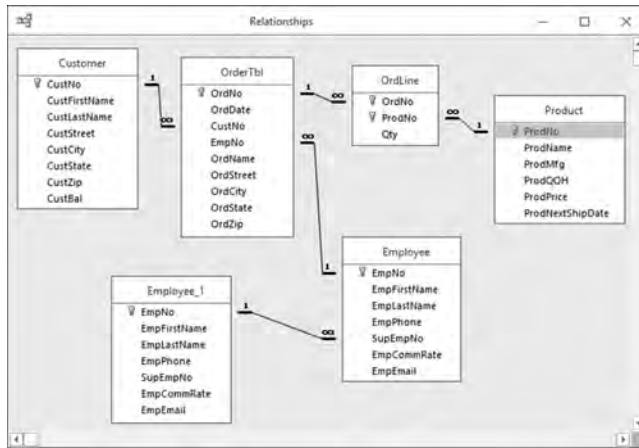 Relationships
Customer
CustNo
CustFirstName
CustLastName
CustStreet
CustCity
CustState
CustZip
CustBal
1
∞
OrderTbl
OrdNo
OrdDate
CustNo
EmpNo
OrdName
OrdStreet
OrdCity
OrdState
OrdZip
1
∞
∞
1
OrdLine
OrdNo
ProdNo
Qty
∞
1
Product
ProdNo
ProdName
ProdMfg
ProdQOH
ProdPrice
ProdNextShipDate
Employee_1
EmpNo
EmpFirstName
EmpLastName
EmpPhone
SupEmpNo
EmpCommRate
EmpEmail
1
∞
Employee
EmpNo
EmpFirstName
EmpLastName
EmpPhone
SupEmpNo
EmpCommRate
EmpEmail